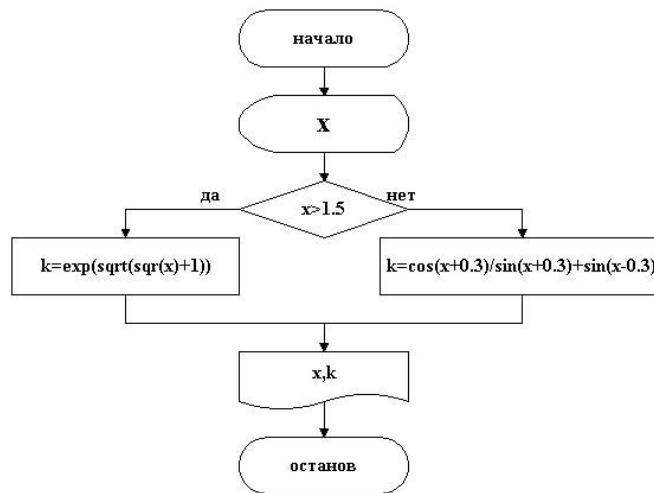 начало
X
x>1.5
да
нет
k=exp(sqrt(sqr(x)+1))
k=cos(x+0.3)/sin(x+0.3)+sin(x-0.3)
x,k
останов